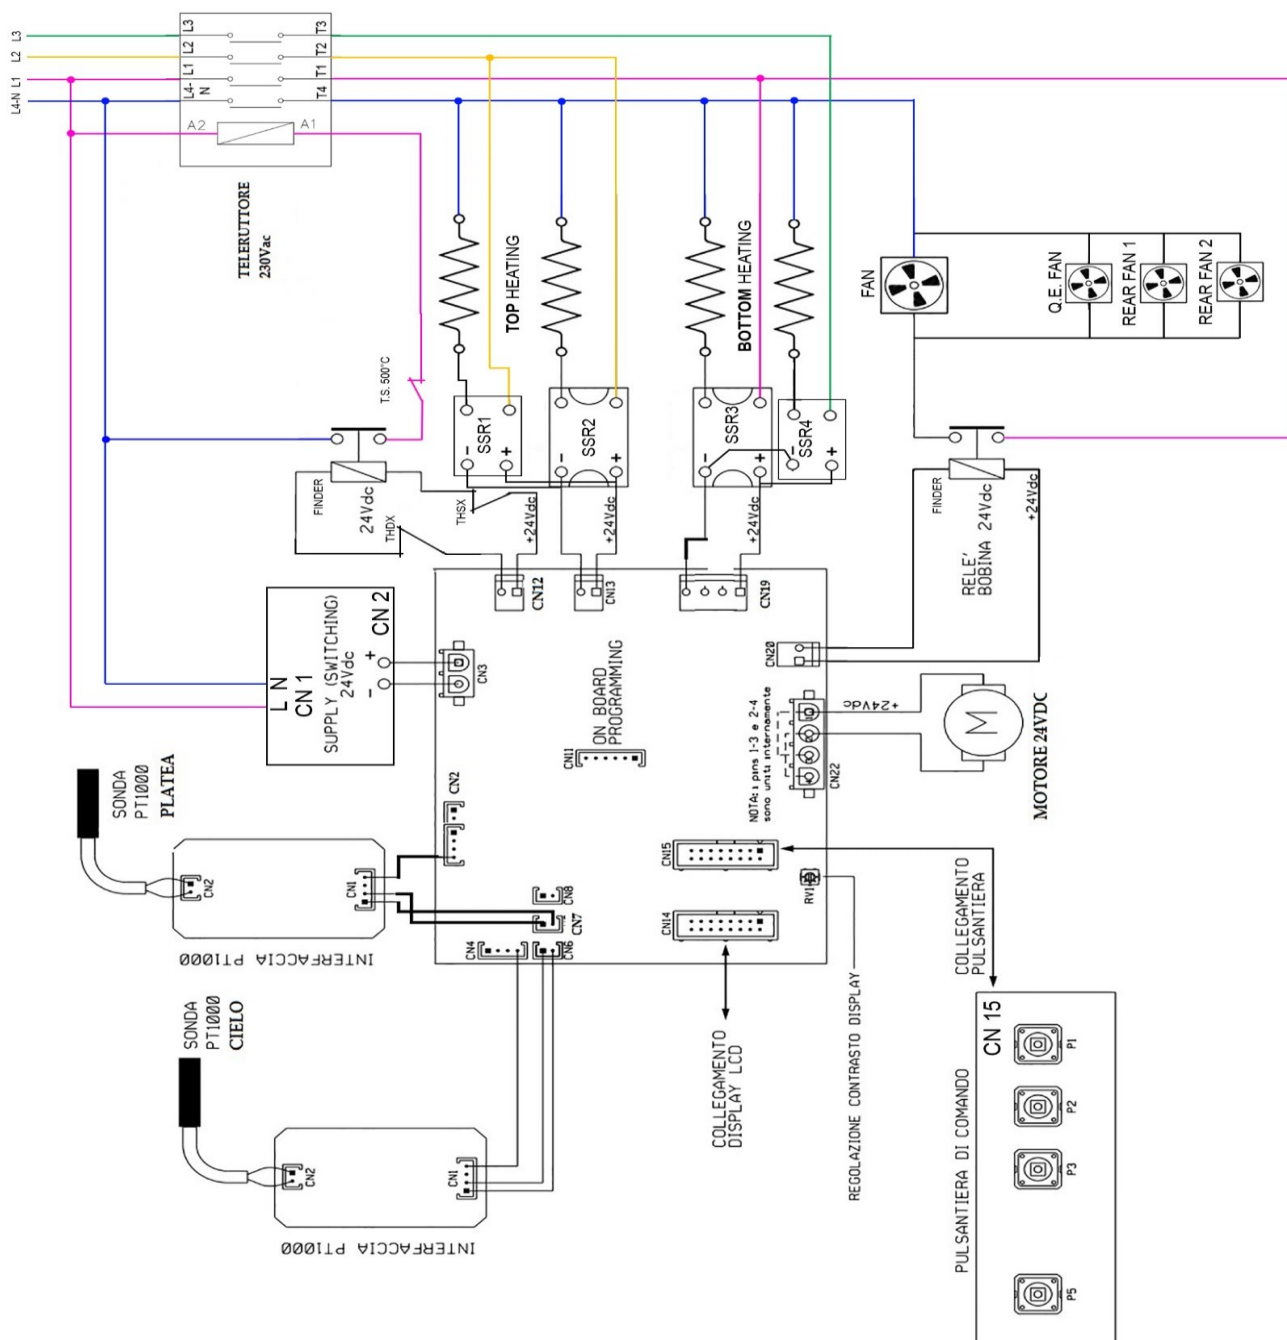 L3
L2
L1
L4-N
L3
L2
L1
L4-
N
T3
T2
T1
T4
A2
A1
TELERUTTORE
230Vac
TOP HEATING
BOTTOM HEATING
FAN
Q.E. FAN
REAR FAN 1
REAR FAN 2
T.S. 500°C
SSR1
- +
SSR2
- +
SSR3
- +
SSR4
- +
FINDER
24Vdc
THDX
THSX
+24Vdc
+24Vdc
+24Vdc
FINDER
RELE'
BOBINA 24Vdc
+24Vdc
CN12
CN13
CN19
CN20
L N
CN 1
SUPPLY (SWITCHING)
24Vdc
- +
CN 2
CN3
ON BOARD
PROGRAMMING
CN11
NOTA: i pins 1-3 e 2-4
sono uniti internamente
CN22
+24Vdc
M
MOTORE 24VDC
SONDA
PT1000
PLATEA
CN2
CN1
INTERFACCIA PT1000
CN2
CN8
CN7
CN4
CN6
CN15
CN14
RV1
COLLEGAMENTO
PULSANTIERA
SONDA
PT1000
CIELO
CN2
CN1
INTERFACCIA PT1000
COLLEGAMENTO
DISPLAY LCD
REGOLAZIONE CONTRASTO DISPLAY
PULSANTIERA DI COMANDO
CN 15
P1
P2
P3
P5